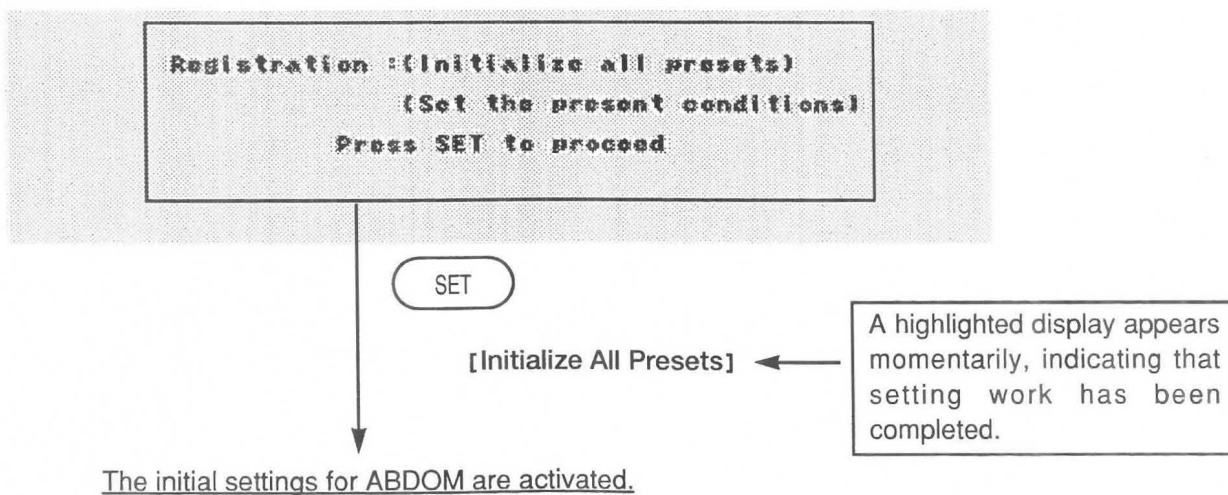 Registration :(Initialize all presets)
(Set the present conditions)
Press SET to proceed
SET
[Initialize All Presets]
A highlighted display appears
momentarily, indicating that
setting work has been
completed.
The initial settings for ABDOM are activated.